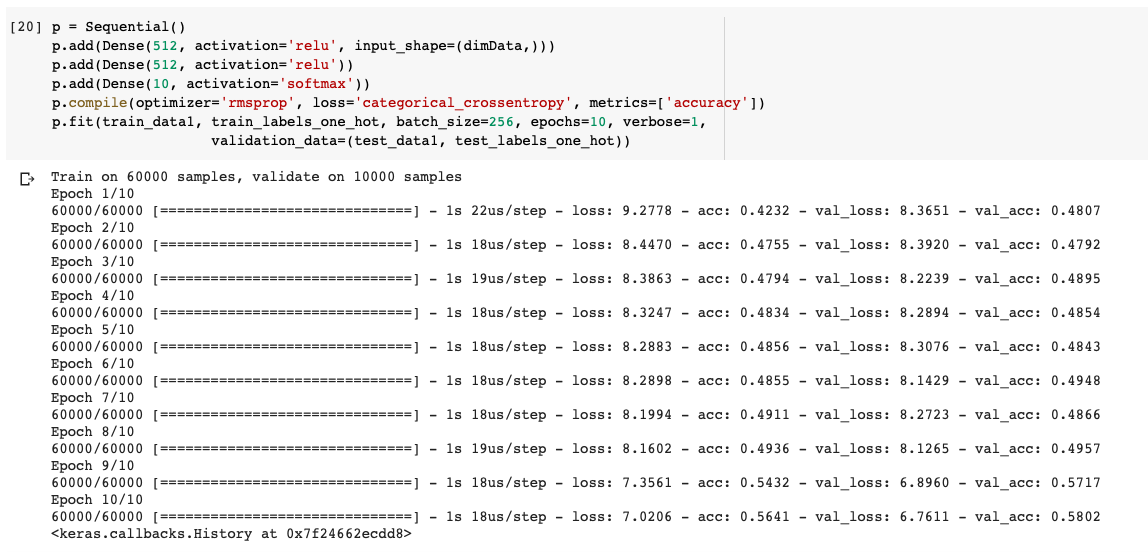 [20] p = Sequential()
p.add(Dense(512, activation='relu', input_shape=(dimData,)))
p.add(Dense(512, activation='relu'))
p.add(Dense(10, activation='softmax'))
p.compile(optimizer='rmsprop', loss='categorical_crossentropy', metrics=['accuracy'])
p.fit(train_data1, train_labels_one_hot, batch_size=256, epochs=10, verbose=1,
validation_data=(test_data1, test_labels_one_hot))
Train on 60000 samples, validate on 10000 samples
Epoch 1/10
60000/60000 [==============================] - 1s 22us/step - loss: 9.2778 - acc: 0.4232 - val_loss: 8.3651 - val_acc: 0.4807
Epoch 2/10
60000/60000 [==============================] - 1s 18us/step - loss: 8.4470 - acc: 0.4755 - val_loss: 8.3920 - val_acc: 0.4792
Epoch 3/10
60000/60000 [==============================] - 1s 19us/step - loss: 8.3863 - acc: 0.4794 - val_loss: 8.2239 - val_acc: 0.4895
Epoch 4/10
60000/60000 [==============================] - 1s 18us/step - loss: 8.3247 - acc: 0.4834 - val_loss: 8.2894 - val_acc: 0.4854
Epoch 5/10
60000/60000 [==============================] - 1s 18us/step - loss: 8.2883 - acc: 0.4856 - val_loss: 8.3076 - val_acc: 0.4843
Epoch 6/10
60000/60000 [==============================] - 1s 18us/step - loss: 8.2898 - acc: 0.4855 - val_loss: 8.1429 - val_acc: 0.4948
Epoch 7/10
60000/60000 [==============================] - 1s 18us/step - loss: 8.1994 - acc: 0.4911 - val_loss: 8.2723 - val_acc: 0.4866
Epoch 8/10
60000/60000 [==============================] - 1s 19us/step - loss: 8.1602 - acc: 0.4936 - val_loss: 8.1265 - val_acc: 0.4957
Epoch 9/10
60000/60000 [==============================] - 1s 18us/step - loss: 7.3561 - acc: 0.5432 - val_loss: 6.8960 - val_acc: 0.5717
Epoch 10/10
60000/60000 [==============================] - 1s 18us/step - loss: 7.0206 - acc: 0.5641 - val_loss: 6.7611 - val_acc: 0.5802
<keras.callbacks.History at 0x7f24662ecdd8>